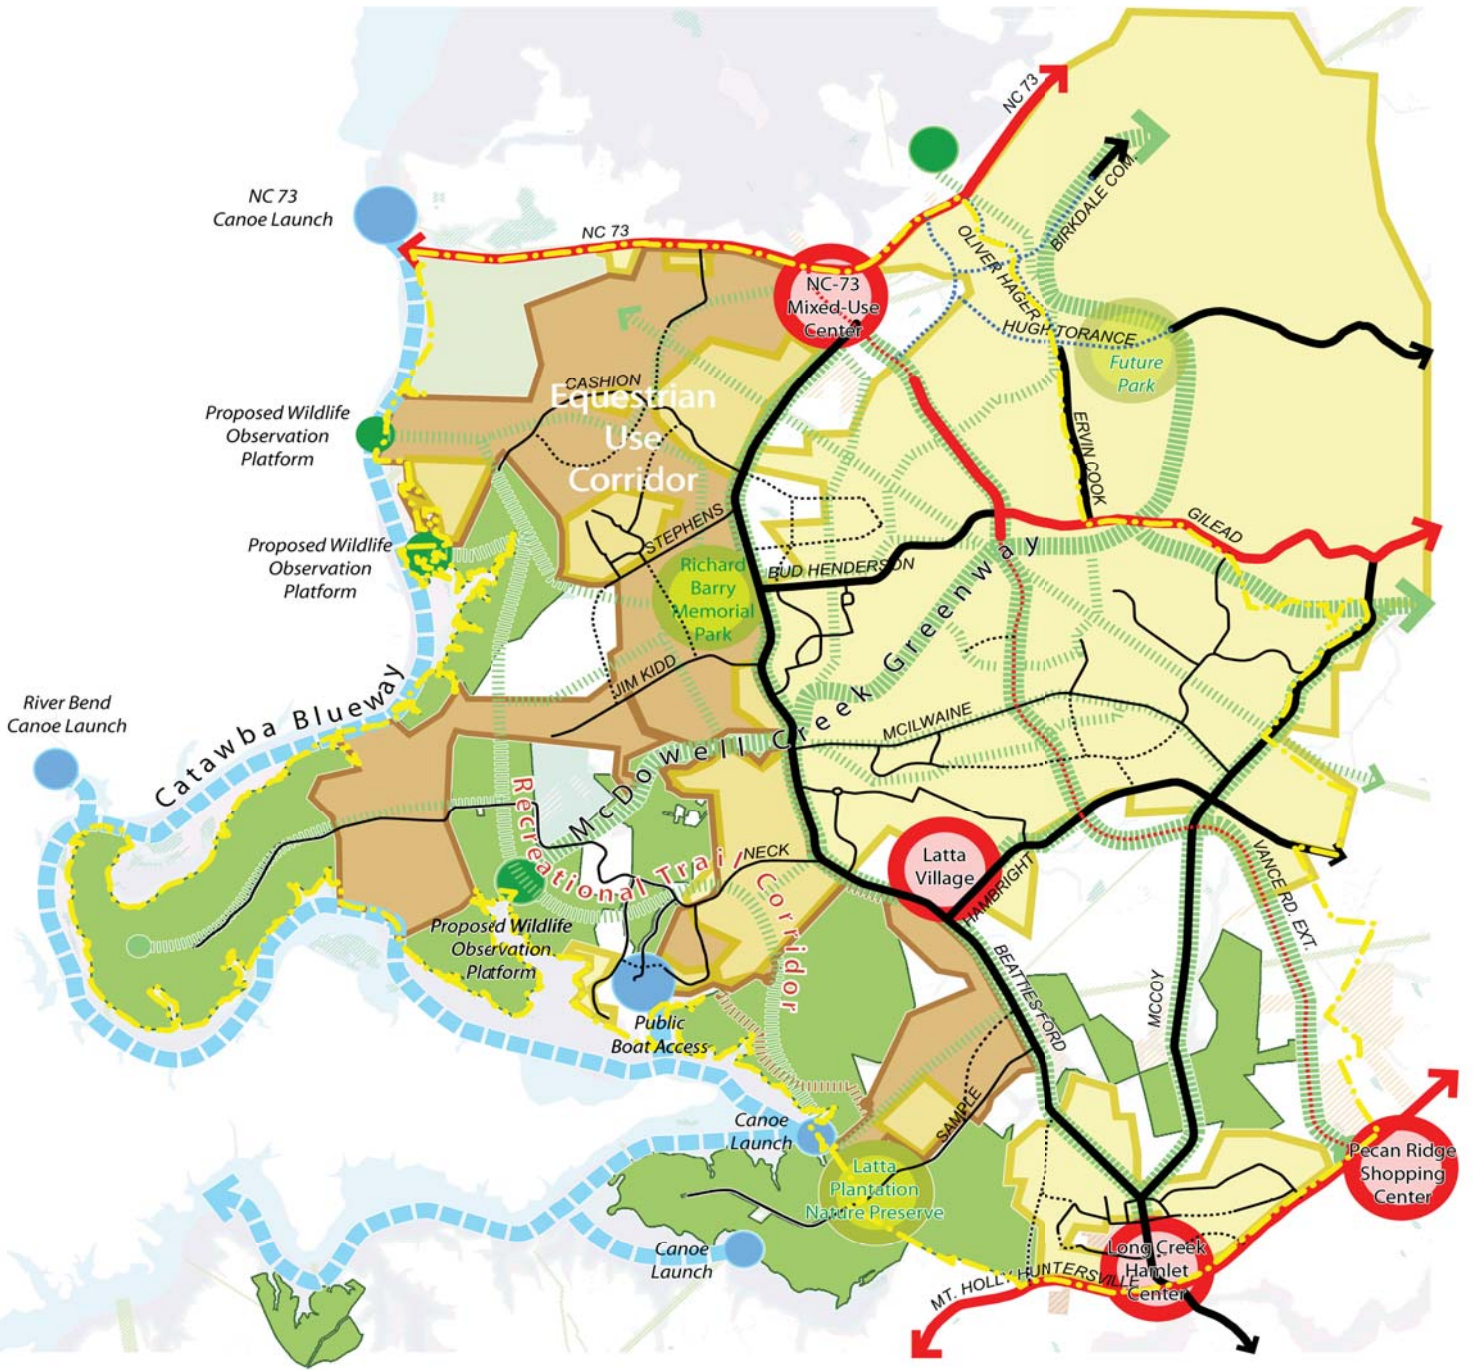 NC 73
BIRKDALE COM.
NC 73
Canoe Launch
NC 73
OLIVER HAGER
NC-73
Mixed-Use
Center
HUGH TORANCE
Future
Park
CASHION
Equestrian
Use
Corridor
Proposed Wildlife
Observation
Platform
ERVIN COOK
STEPHENS
GILEAD
Proposed Wildlife
Observation
Platform
BUD HENDERSON
Richard
Barry
Memorial
Park
JIM KIDD
Catawba Blueway
River Bend
Canoe Launch
McDowell Creek Greenway
MCILWAINE
Recreational Trail Corridor
NECK
Latta
Village
HAMBRIGHT
VANCE RD. EXT.
Proposed Wildlife
Observation
Platform
BEATTIES FORD
MCCOY
Public
Boat Access
SAMPLE
Canoe
Launch
Latta
Plantation
Nature Preserve
Pecan Ridge
Shopping
Center
Canoe
Launch
Long Creek
Hamlet
Center
MT. HOLLY HUNTERSVILLE